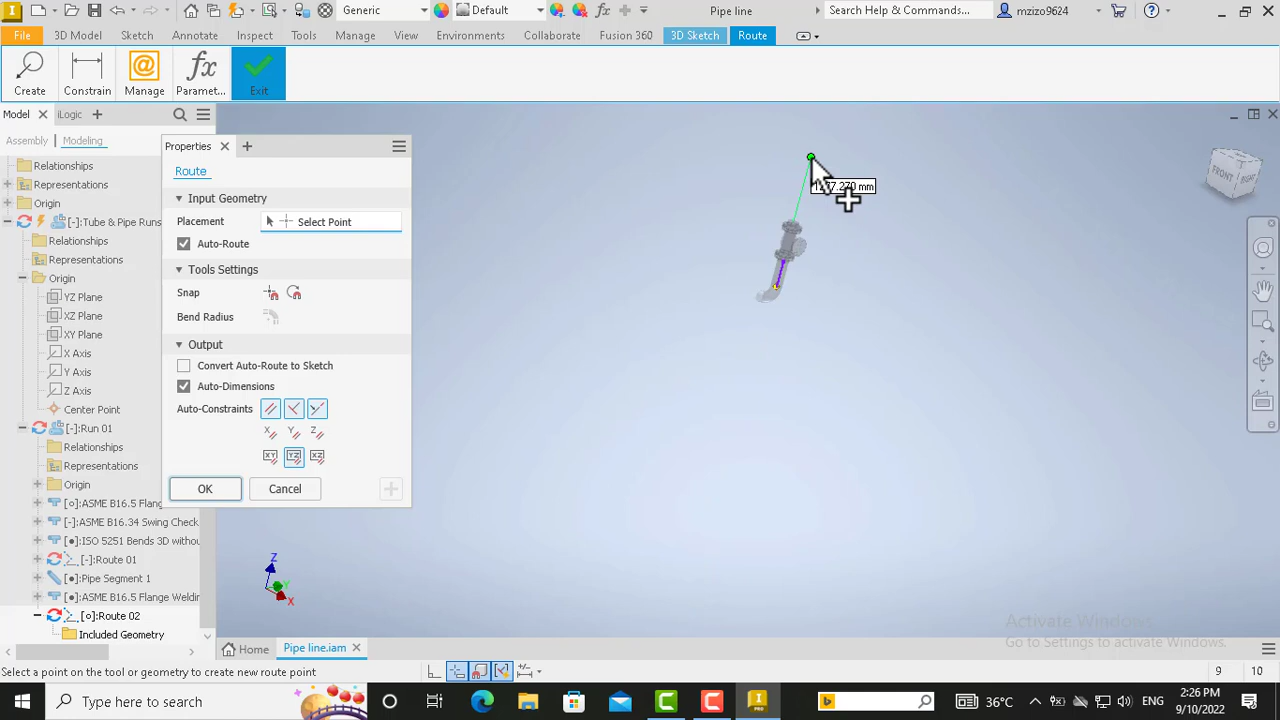 Generic
Default
Pipe line
Search Help & Commands...
mzizo9624
File
3D Model
Sketch
Annotate
Inspect
Tools
Manage
View
Environments
Collaborate
Fusion 360
3D Sketch
Route
Create
Constrain
Manage
Paramet...
Exit
Model
iLogic
Assembly
Modeling
Relationships
Representations
Origin
[-]:Tube & Pipe Runs
Relationships
Representations
Origin
YZ Plane
XZ Plane
XY Plane
X Axis
Y Axis
Z Axis
Center Point
[-]:Run 01
Relationships
Representations
Origin
[○]:ASME B16.5 Flang
[-]:ASME B16.34 Swing Check
[●]:ISO 5251 Bends 3D withou
[-]:Route 01
[●]:Pipe Segment 1
[●]:ASME B16.5 Flange Welding
[○]:Route 02
Included Geometry
Properties
Route
Input Geometry
Placement
Select Point
Auto-Route
Tools Settings
Snap
Bend Radius
Output
Convert Auto-Route to Sketch
Auto-Dimensions
Auto-Constraints
X
Y
Z
XY
YZ
XZ
OK
Cancel
mm
FRONT
RIGHT
Z
Y
X
Activate Windows
Go to Settings to activate Windows.
Home
Pipe line.iam
Select a point on the tool or geometry to create new route point
9
10
Type here to search
36°C
ENG
2:26 PM
9/10/2022